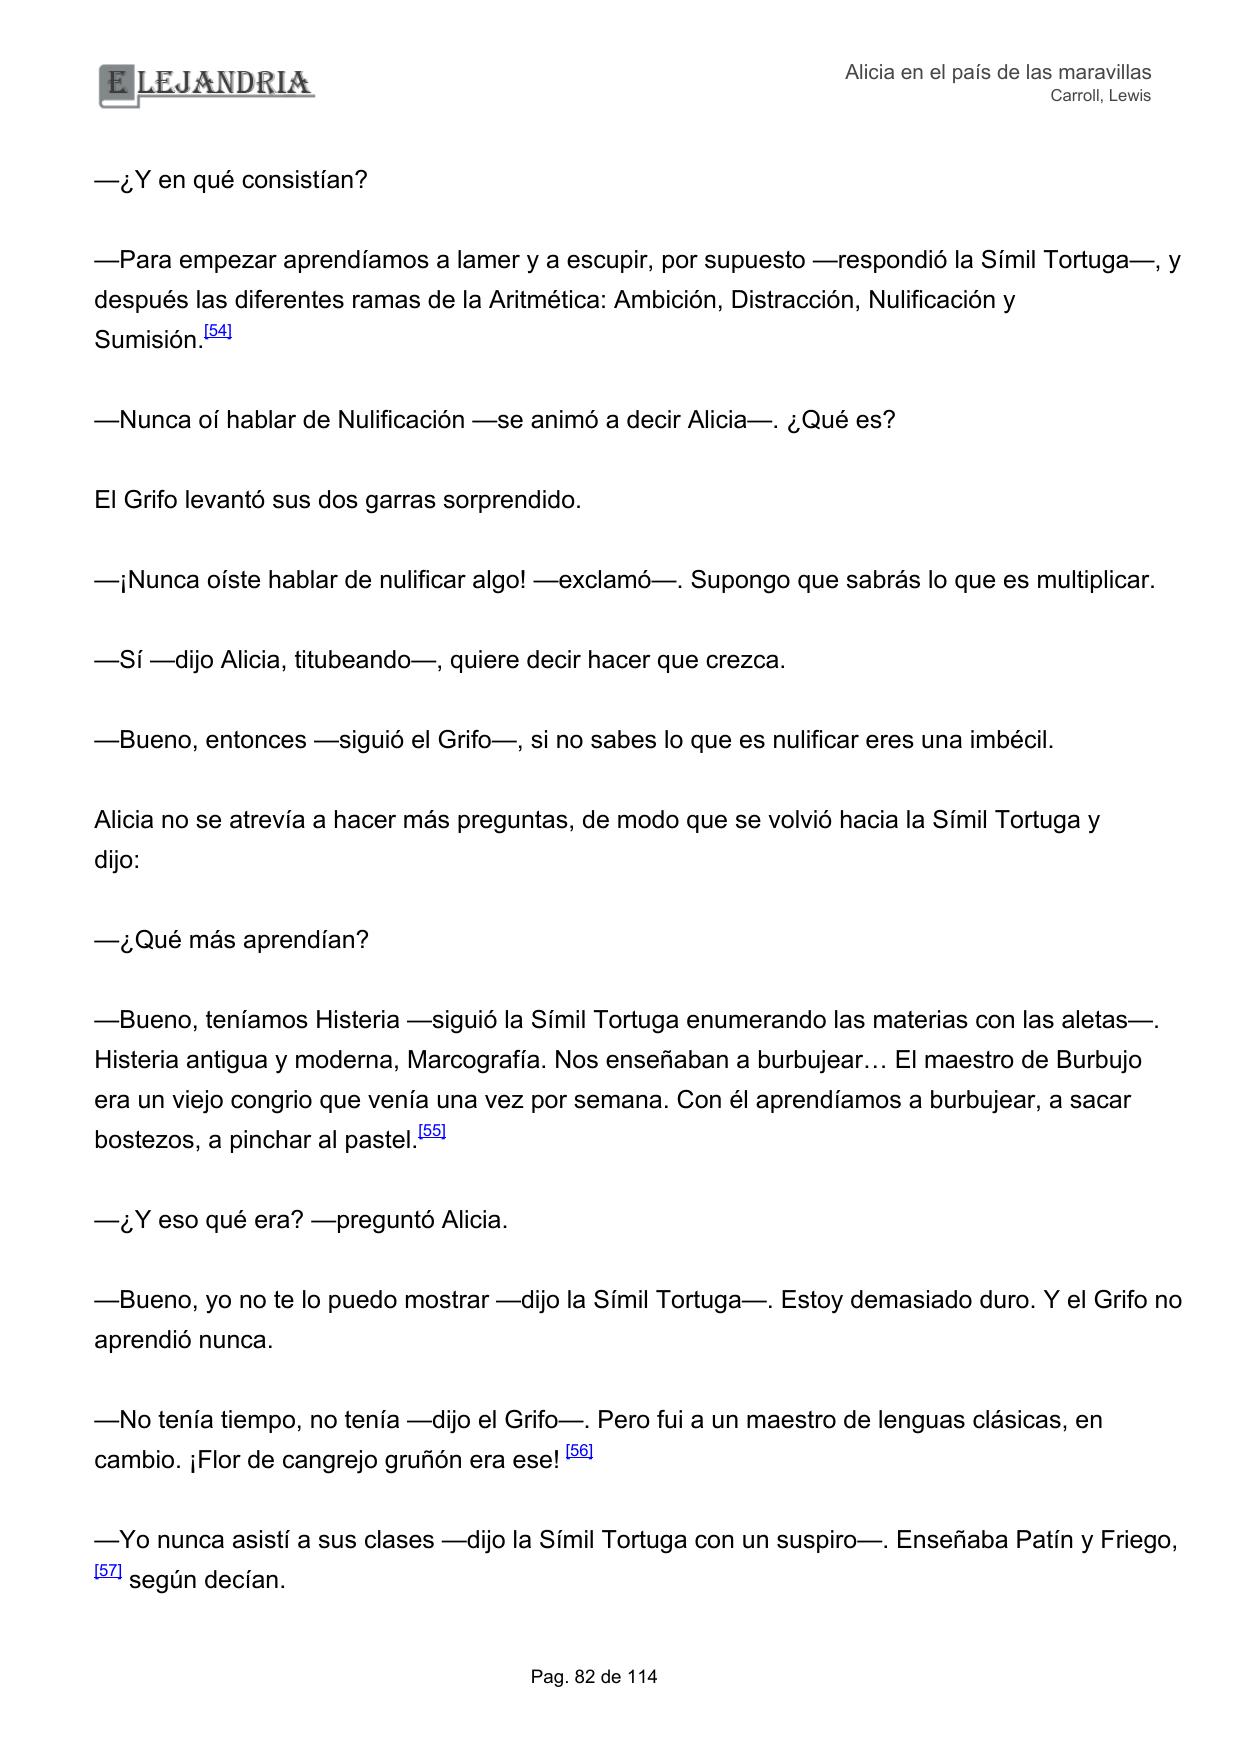 ELEJANDRIA
Alicia en el país de las maravillas
Carroll, Lewis
—¿Y en qué consistían?
—Para empezar aprendíamos a lamer y a escupir, por supuesto —respondió la Símil Tortuga—, y
después las diferentes ramas de la Aritmética: Ambición, Distracción, Nulificación y
Sumisión.[54]
—Nunca oí hablar de Nulificación —se animó a decir Alicia—. ¿Qué es?
El Grifo levantó sus dos garras sorprendido.
—¡Nunca oíste hablar de nulificar algo! —exclamó—. Supongo que sabrás lo que es multiplicar.
—Sí —dijo Alicia, titubeando—, quiere decir hacer que crezca.
—Bueno, entonces —siguió el Grifo—, si no sabes lo que es nulificar eres una imbécil.
Alicia no se atrevía a hacer más preguntas, de modo que se volvió hacia la Símil Tortuga y
dijo:
—¿Qué más aprendían?
—Bueno, teníamos Histeria —siguió la Símil Tortuga enumerando las materias con las aletas—.
Histeria antigua y moderna, Marcografía. Nos enseñaban a burbujear… El maestro de Burbujo
era un viejo congrio que venía una vez por semana. Con él aprendíamos a burbujear, a sacar
bostezos, a pinchar al pastel.[55]
—¿Y eso qué era? —preguntó Alicia.
—Bueno, yo no te lo puedo mostrar —dijo la Símil Tortuga—. Estoy demasiado duro. Y el Grifo no
aprendió nunca.
—No tenía tiempo, no tenía —dijo el Grifo—. Pero fui a un maestro de lenguas clásicas, en
cambio. ¡Flor de cangrejo gruñón era ese! [56]
—Yo nunca asistí a sus clases —dijo la Símil Tortuga con un suspiro—. Enseñaba Patín y Friego,
[57] según decían.
Pag. 82 de 114